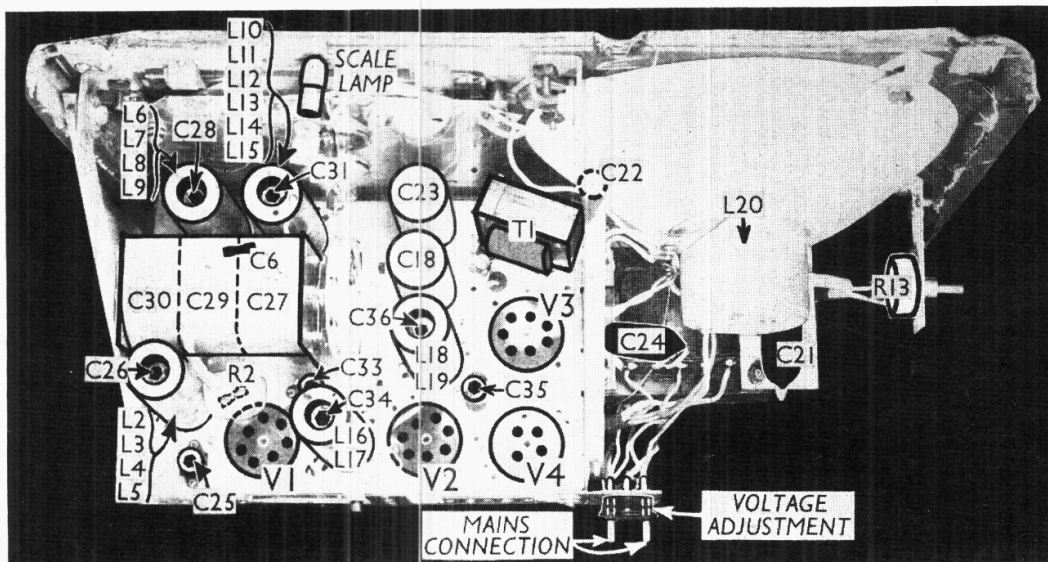 L10
L11
L12
L13
L14
L15
SCALE
LAMP
L6
L7
L8
L9
C28
C31
C23
C22
T1
L20
C6
C18
C30
C29
C27
R13
V3
C36
L18
L19
C24
C21
C26
R2
C33
C35
C34
L2
L3
L4
L5
L16
L17
V1
V2
V4
C25
MAINS
CONNECTION
VOLTAGE
ADJUSTMENT